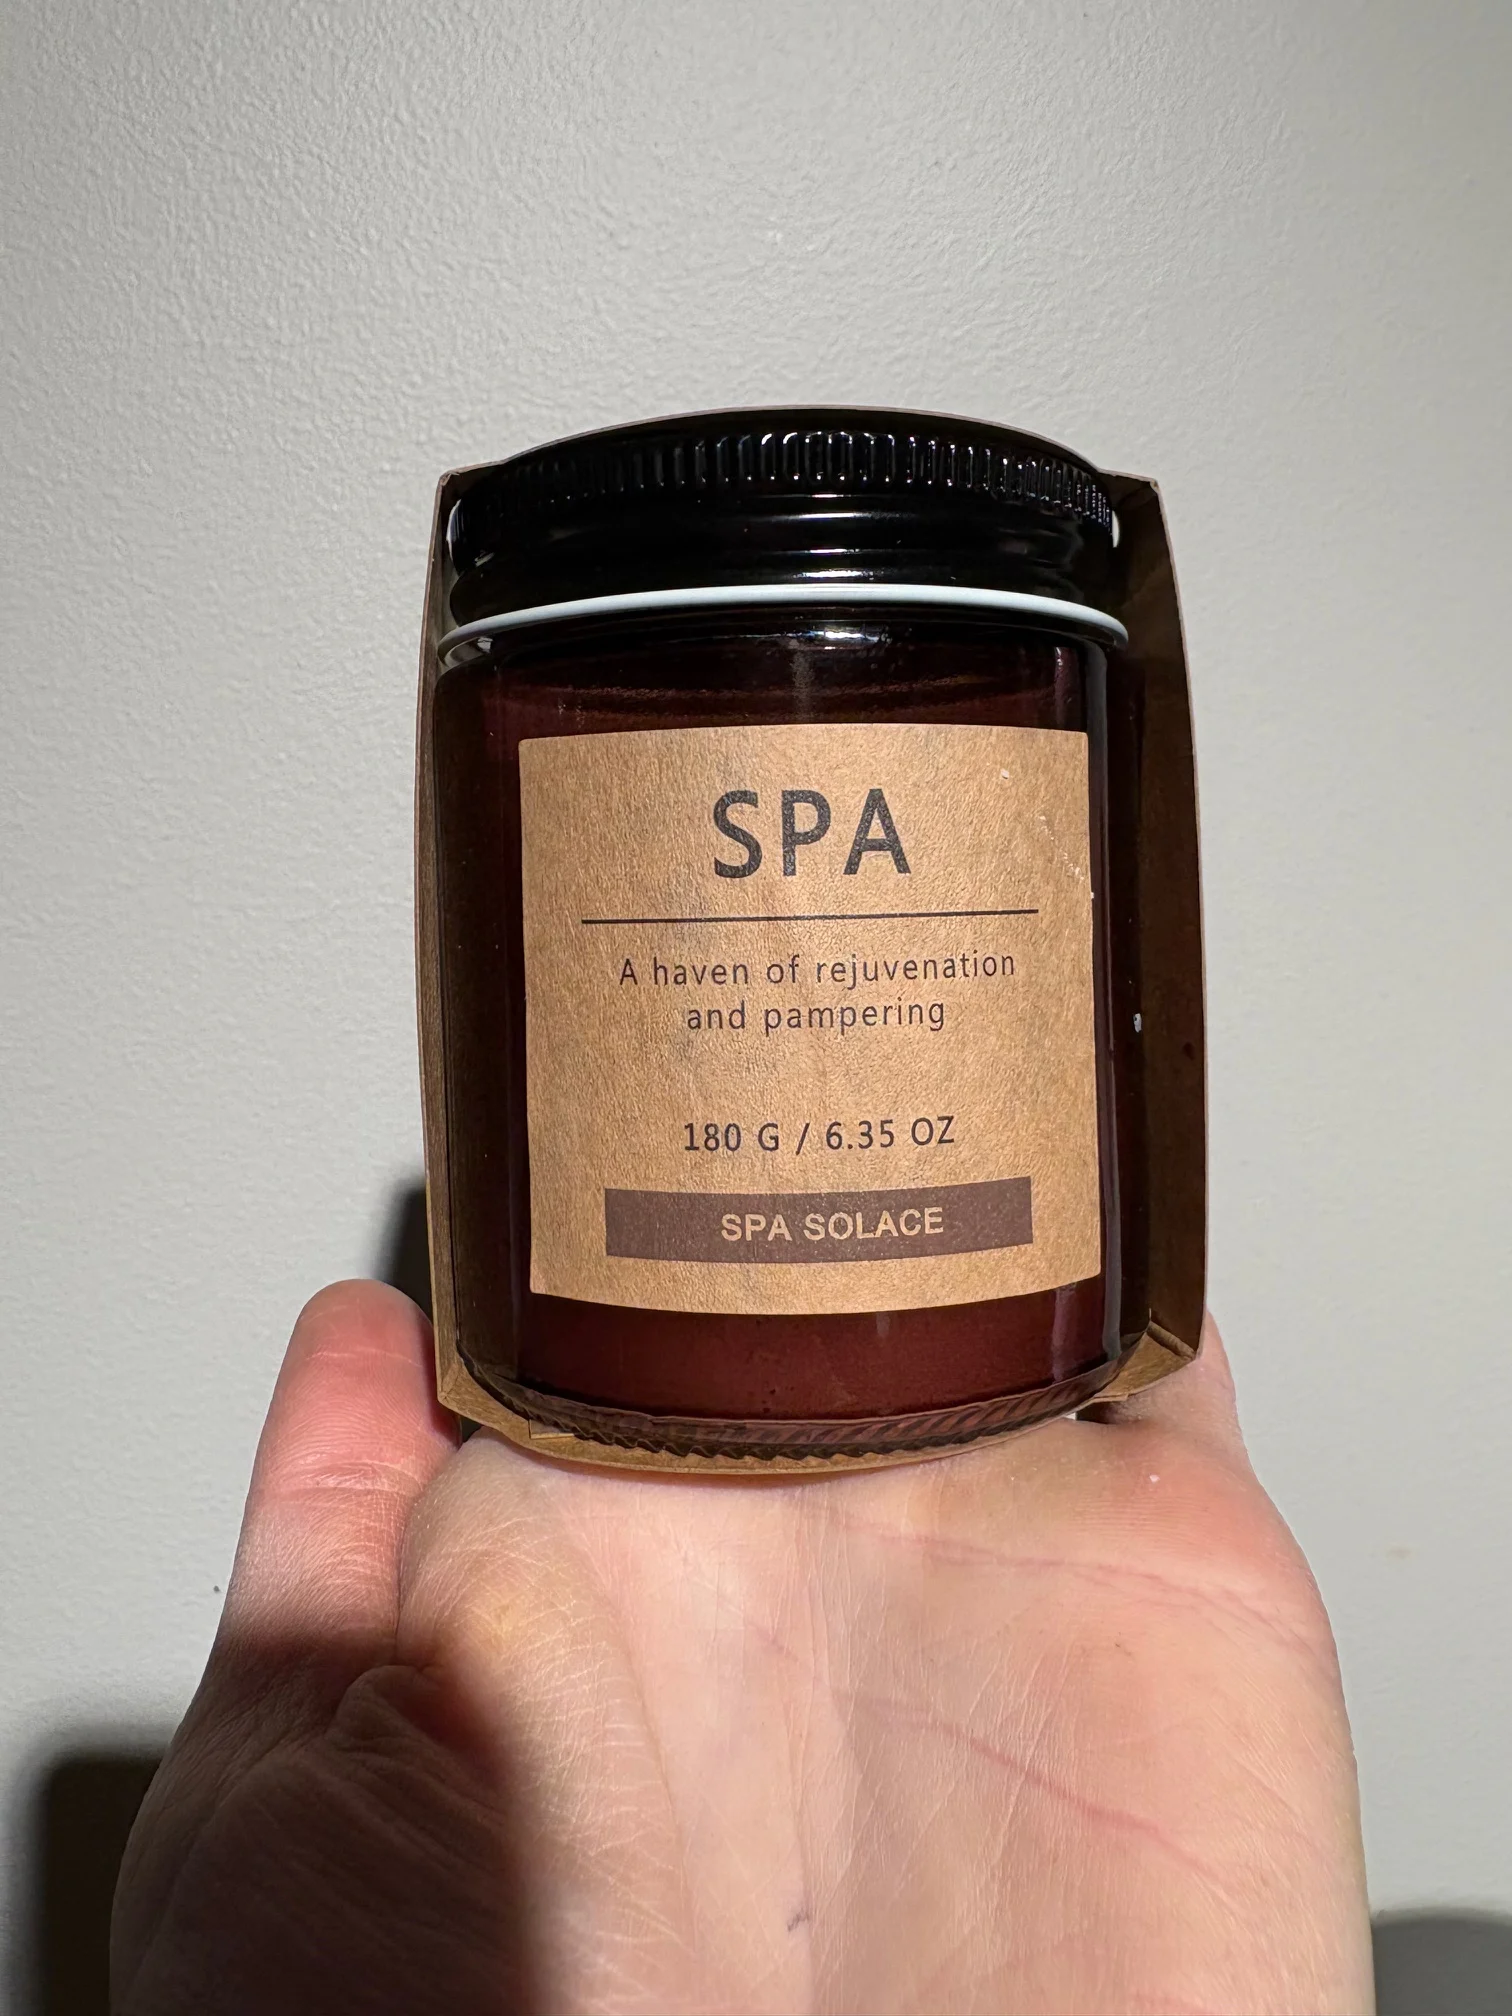 SPA
A haven of rejuvenation
and pampering
180 G / 6.35 OZ
SPA SOLACE